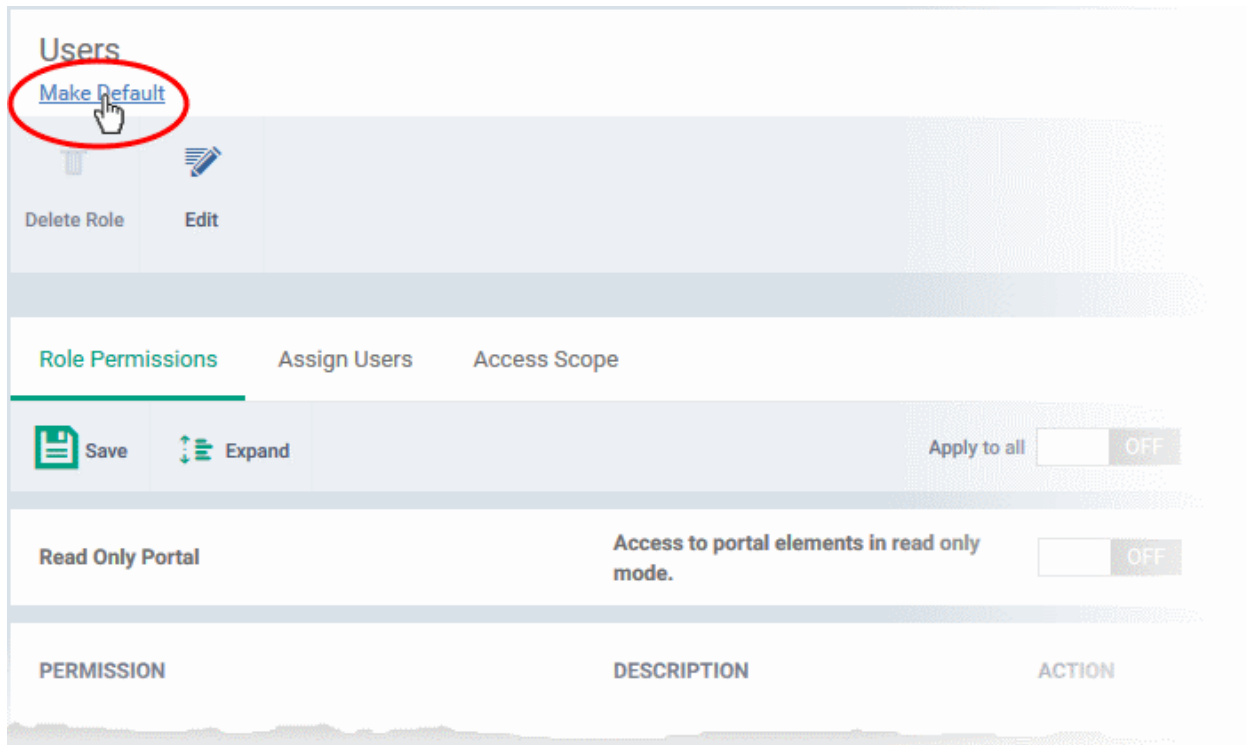 Users
Make Default
Delete Role Edit
Role Permissions Assign Users Access Scope
Save Expand Apply to all OFF
Read Only Portal Access to portal elements in read only mode. OFF
PERMISSION DESCRIPTION ACTION